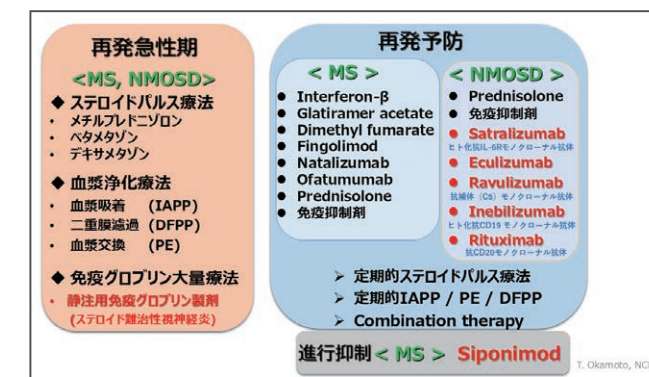 再発急性期
<MS, NMOSD>
◆ ステロイドパルス療法
・ メチルプレドニゾロン
・ ベタメタゾン
・ デキサメタゾン
◆ 血漿浄化療法
・ 血漿吸着 (IAPP)
・ 二重膜濾過 (DFPP)
・ 血漿交換 (PE)
◆ 免疫グロブリン大量療法
・ 静注用免疫グロブリン製剤
(ステロイド難治性視神経炎)
再発予防
< MS >
● Interferon-β
● Glatiramer acetate
● Dimethyl fumarate
● Fingolimod
● Natalizumab
● Ofatumumab
● Prednisolone
● 免疫抑制剤
< NMOSD >
● Prednisolone
● 免疫抑制剤
● Satralizumab
ヒト化抗IL-6Rモノクローナル抗体
● Eculizumab
● Ravulizumab
抗補体（C5）モノクローナル抗体
● Inebilizumab
ヒト化抗CD19 モノクローナル抗体
● Rituximab
抗CD20モノクローナル抗体
➢ 定期的ステロイドパルス療法
➢ 定期的IAPP / PE / DFPP
➢ Combination therapy
進行抑制 < MS > Siponimod
T. Okamoto, NC